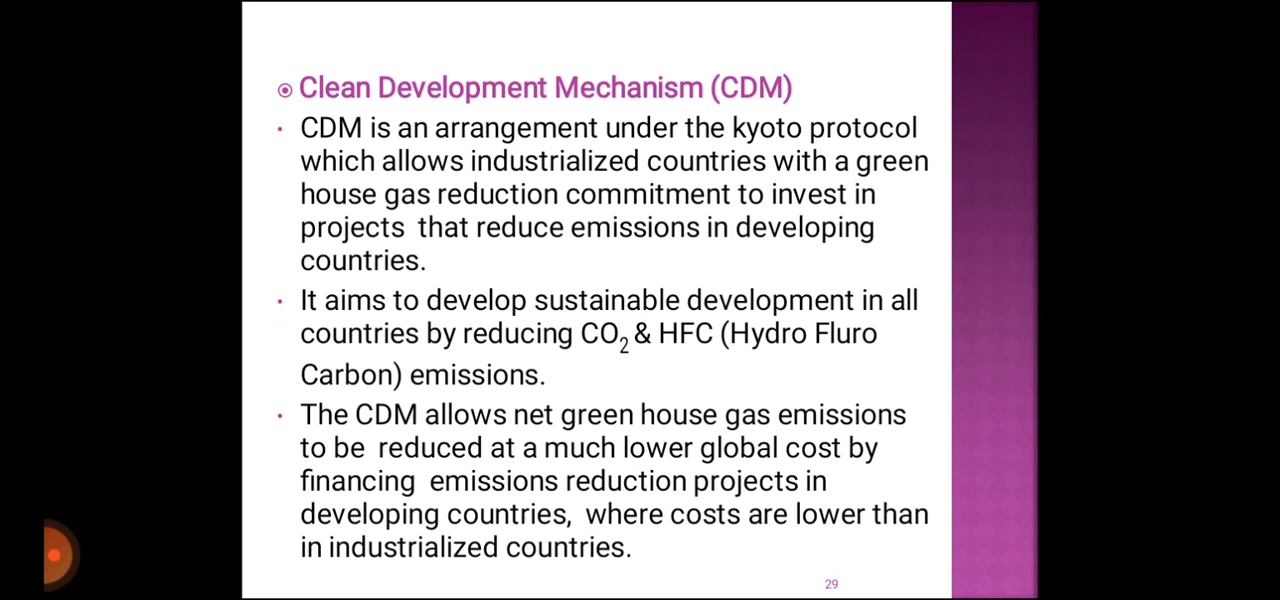 Clean Development Mechanism (CDM)
CDM is an arrangement under the kyoto protocol
which allows industrialized countries with a green
house gas reduction commitment to invest in
projects that reduce emissions in developing
countries.
It aims to develop sustainable development in all
countries by reducing CO₂ & HFC (Hydro Fluro
Carbon) emissions.
The CDM allows net green house gas emissions
to be reduced at a much lower global cost by
financing emissions reduction projects in
developing countries, where costs are lower than
in industrialized countries.
29